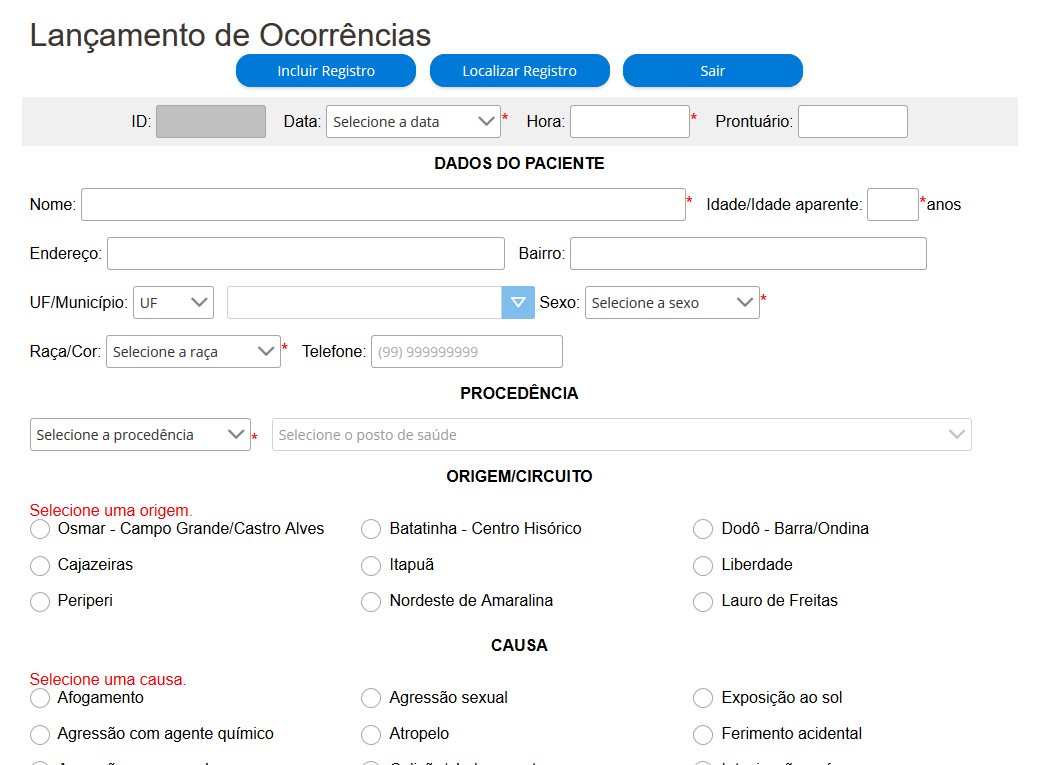 Lançamento de Ocorrências
Incluir Registro Localizar Registro Sair
ID: Data: Selecione a data * Hora: * Prontuário:
DADOS DO PACIENTE
Nome: * Idade/Idade aparente: *anos
Endereço: Bairro:
UF/Município: UF Sexo: Selecione a sexo *
Raça/Cor: Selecione a raça * Telefone: (99) 999999999
PROCEDÊNCIA
Selecione a procedência * Selecione o posto de saúde
ORIGEM/CIRCUITO
Selecione uma origem.
Osmar - Campo Grande/Castro Alves Batatinha - Centro Hisórico Dodô - Barra/Ondina
Cajazeiras Itapuã Liberdade
Periperi Nordeste de Amaralina Lauro de Freitas
CAUSA
Selecione uma causa.
Afogamento Agressão sexual Exposição ao sol
Agressão com agente químico Atropelo Ferimento acidental